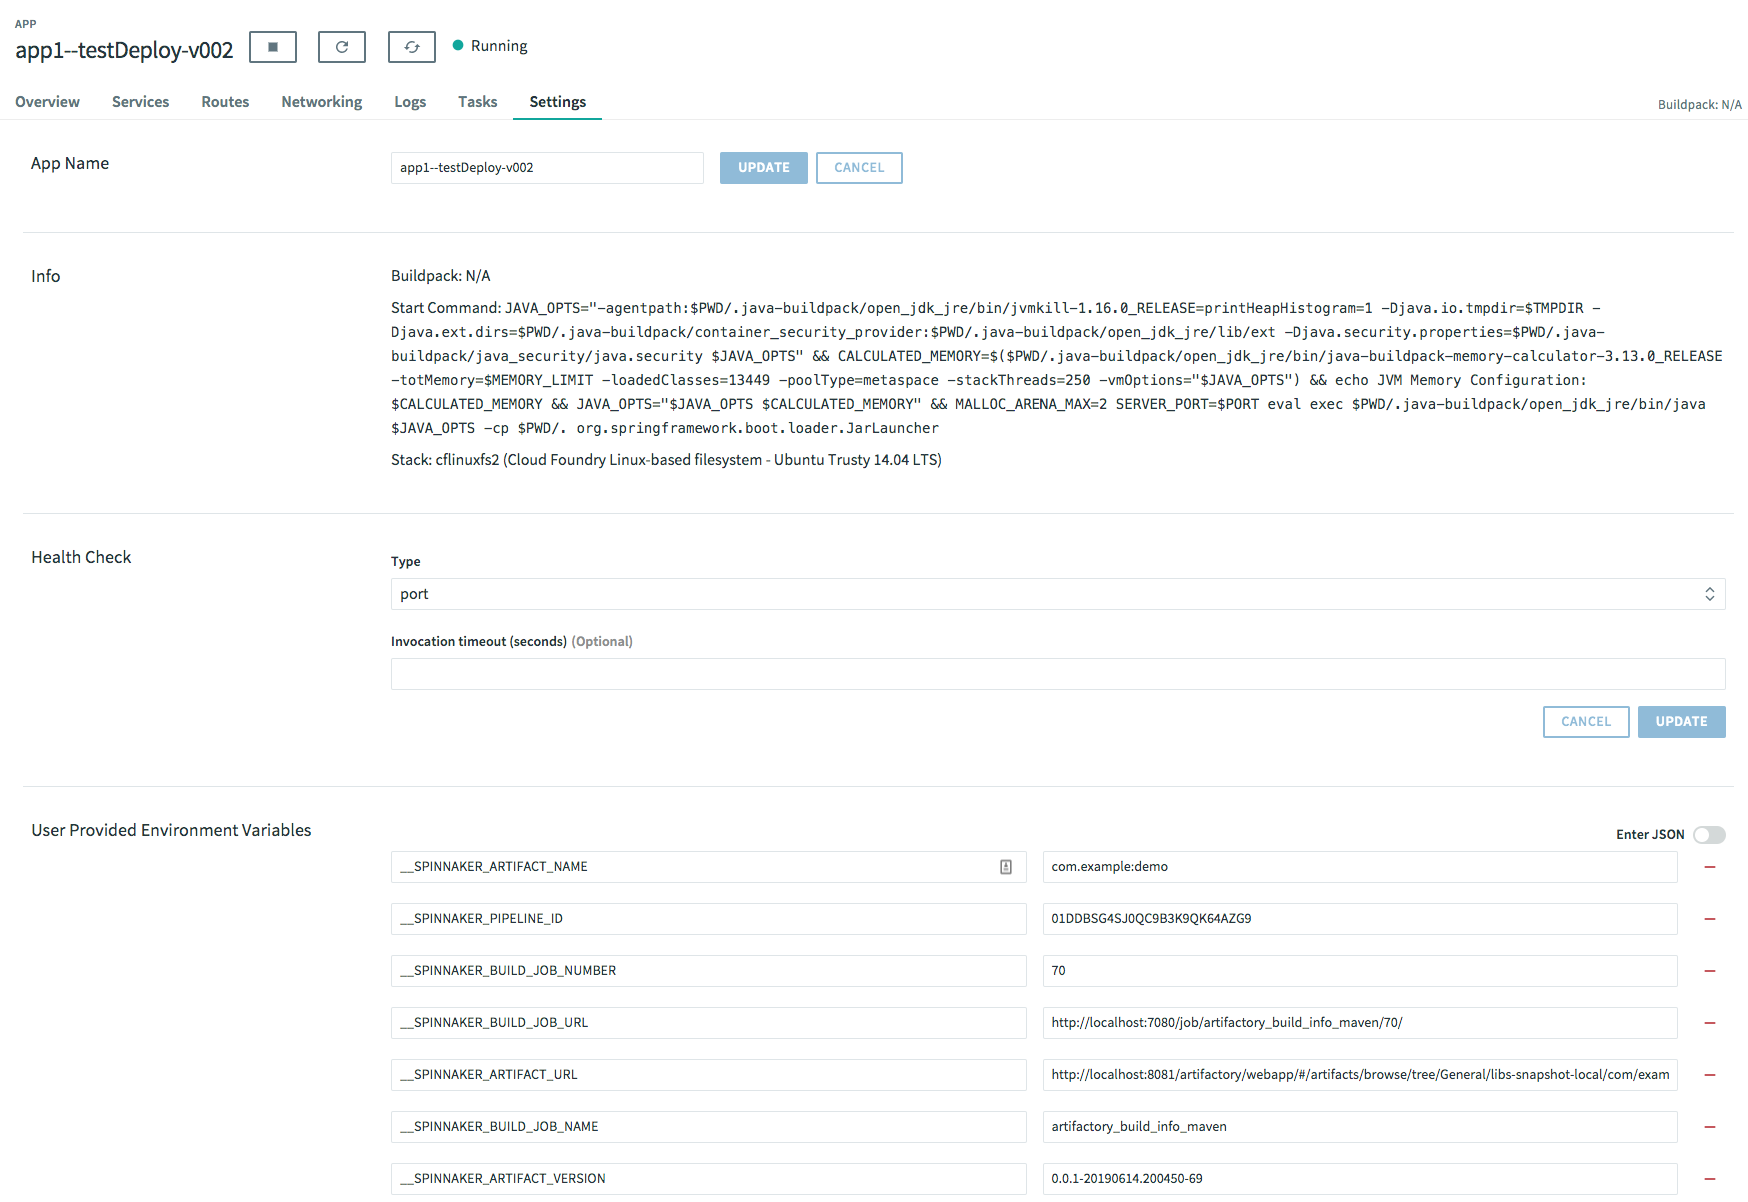 APP
app1--testDeploy-v002
Running
Overview Services Routes Networking Logs Tasks Settings
Buildpack: N/A
App Name
app1--testDeploy-v002
UPDATE CANCEL
Info
Buildpack: N/A
Start Command: JAVA_OPTS="-agentpath:$PWD/.java-buildpack/open_jdk_jre/bin/jvmkill-1.16.0_RELEASE=printHeapHistogram=1 -Djava.io.tmpdir=$TMPDIR -
Djava.ext.dirs=$PWD/.java-buildpack/container_security_provider:$PWD/.java-buildpack/open_jdk_jre/lib/ext -Djava.security.properties=$PWD/.java-
buildpack/java_security/java.security $JAVA_OPTS" && CALCULATED_MEMORY=$($PWD/.java-buildpack/open_jdk_jre/bin/java-buildpack-memory-calculator-3.13.0_RELEASE
-totMemory=$MEMORY_LIMIT -loadedClasses=13449 -poolType=metaspace -stackThreads=250 -vmOptions="$JAVA_OPTS") && echo JVM Memory Configuration:
$CALCULATED_MEMORY && JAVA_OPTS="$JAVA_OPTS $CALCULATED_MEMORY" && MALLOC_ARENA_MAX=2 SERVER_PORT=$PORT eval exec $PWD/.java-buildpack/open_jdk_jre/bin/java
$JAVA_OPTS -cp $PWD/. org.springframework.boot.loader.JarLauncher
Stack: cflinuxfs2 (Cloud Foundry Linux-based filesystem - Ubuntu Trusty 14.04 LTS)
Health Check
Type
port
Invocation timeout (seconds) (Optional)
CANCEL UPDATE
User Provided Environment Variables
Enter JSON
__SPINNAKER_ARTIFACT_NAME com.example:demo
__SPINNAKER_PIPELINE_ID 01DDBSG4SJ0QC9B3K9QK64AZG9
__SPINNAKER_BUILD_JOB_NUMBER 70
__SPINNAKER_BUILD_JOB_URL http://localhost:7080/job/artifactory_build_info_maven/70/
__SPINNAKER_ARTIFACT_URL http://localhost:8081/artifactory/webapp/#/artifacts/browse/tree/General/libs-snapshot-local/com/exam
__SPINNAKER_BUILD_JOB_NAME artifactory_build_info_maven
__SPINNAKER_ARTIFACT_VERSION 0.0.1-20190614.200450-69